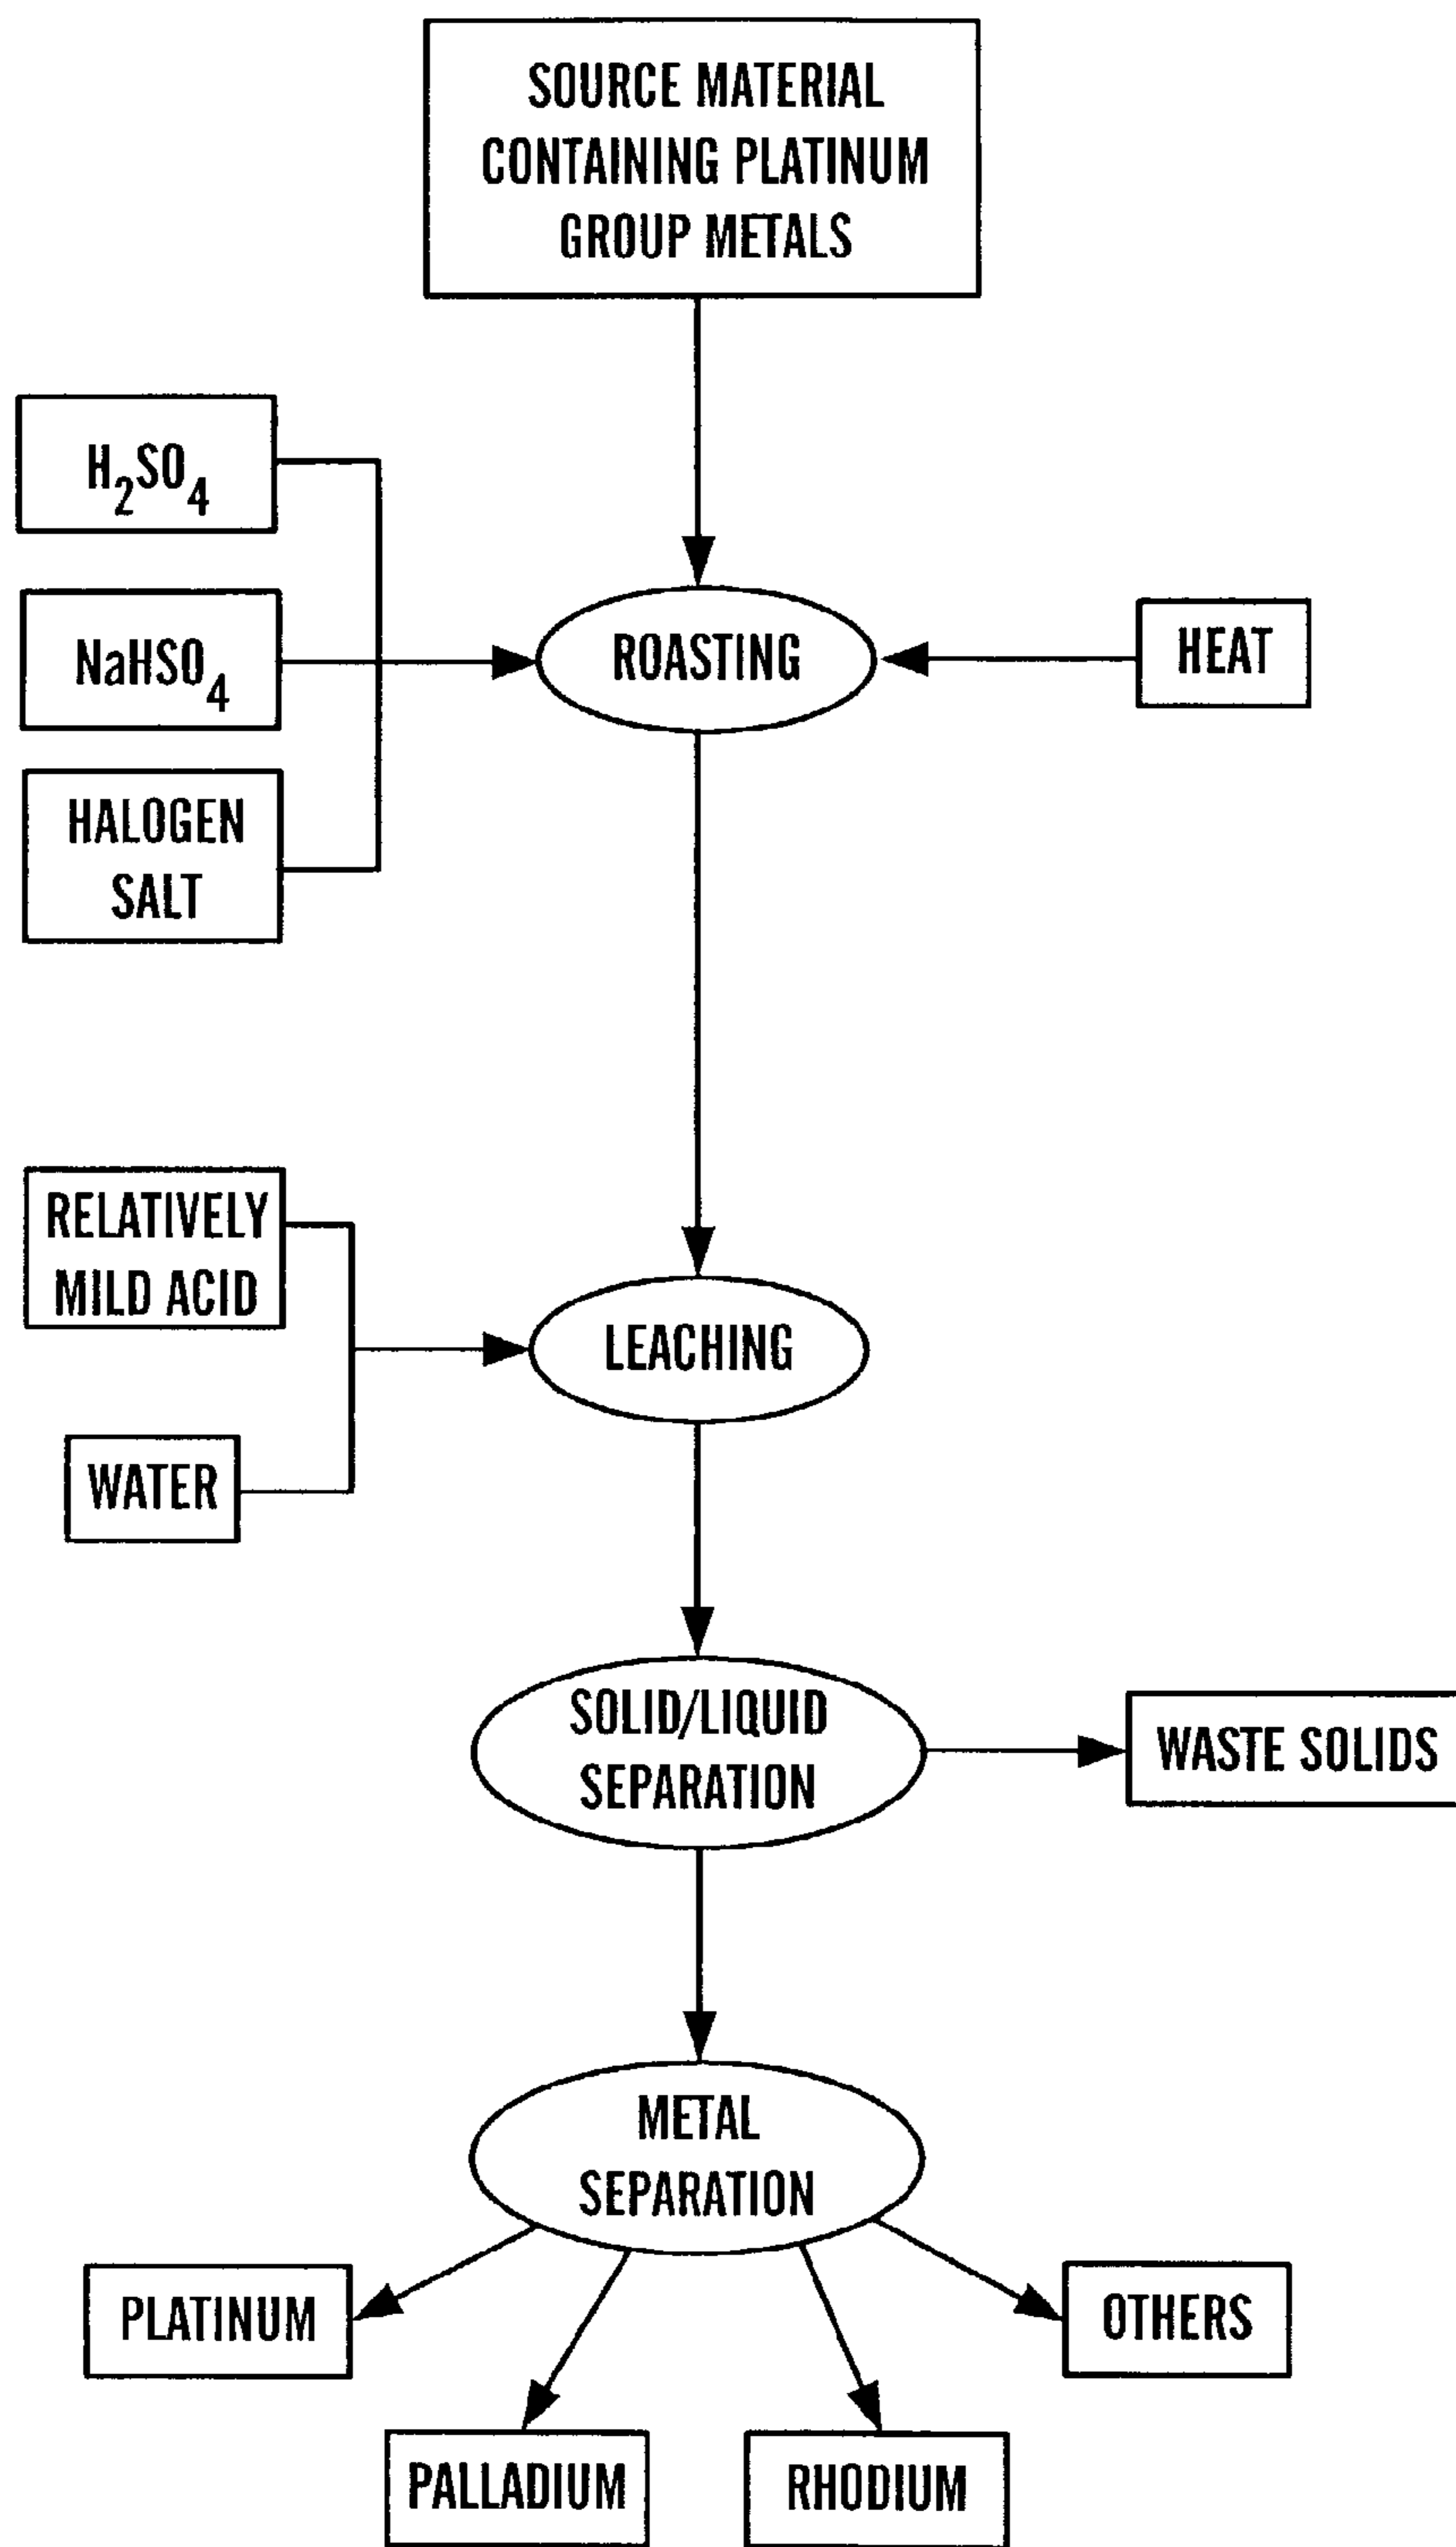 SOURCE MATERIAL
CONTAINING PLATINUM
GROUP METALS
H₂SO₄
NaHSO₄
ROASTING
HEAT
HALOGEN
SALT
RELATIVELY
MILD ACID
LEACHING
WATER
SOLID/LIQUID
SEPARATION
WASTE SOLIDS
METAL
SEPARATION
PLATINUM
OTHERS
PALLADIUM
RHODIUM